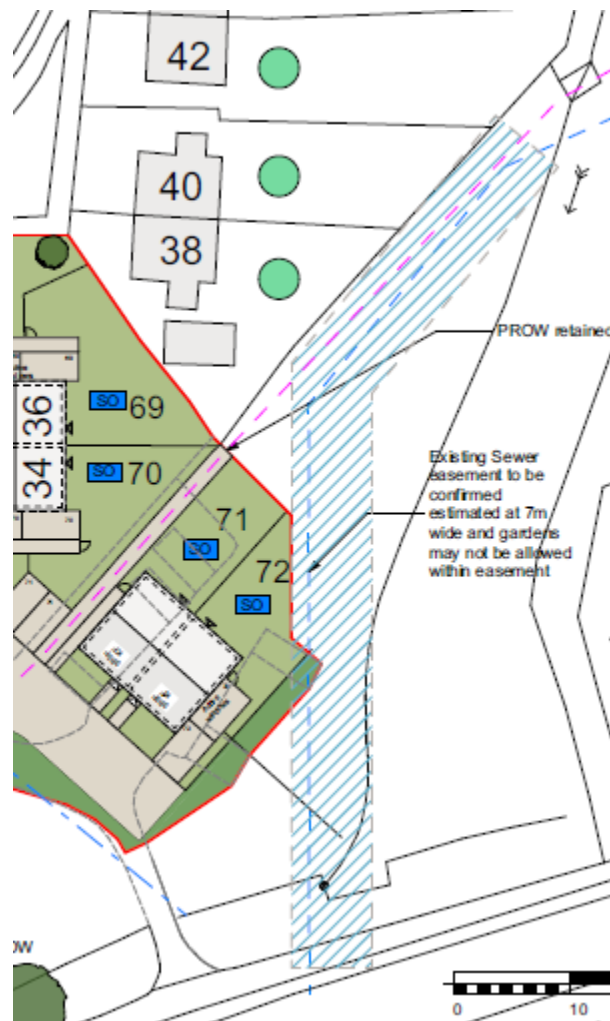 42
40
38
PROW retained
36
SO 69
34
SO 70
Existing Sewer
easement to be
confirmed
estimated at 7m
wide and gardens
may not be allowed
within easement
71
SO
72
SO
0 10